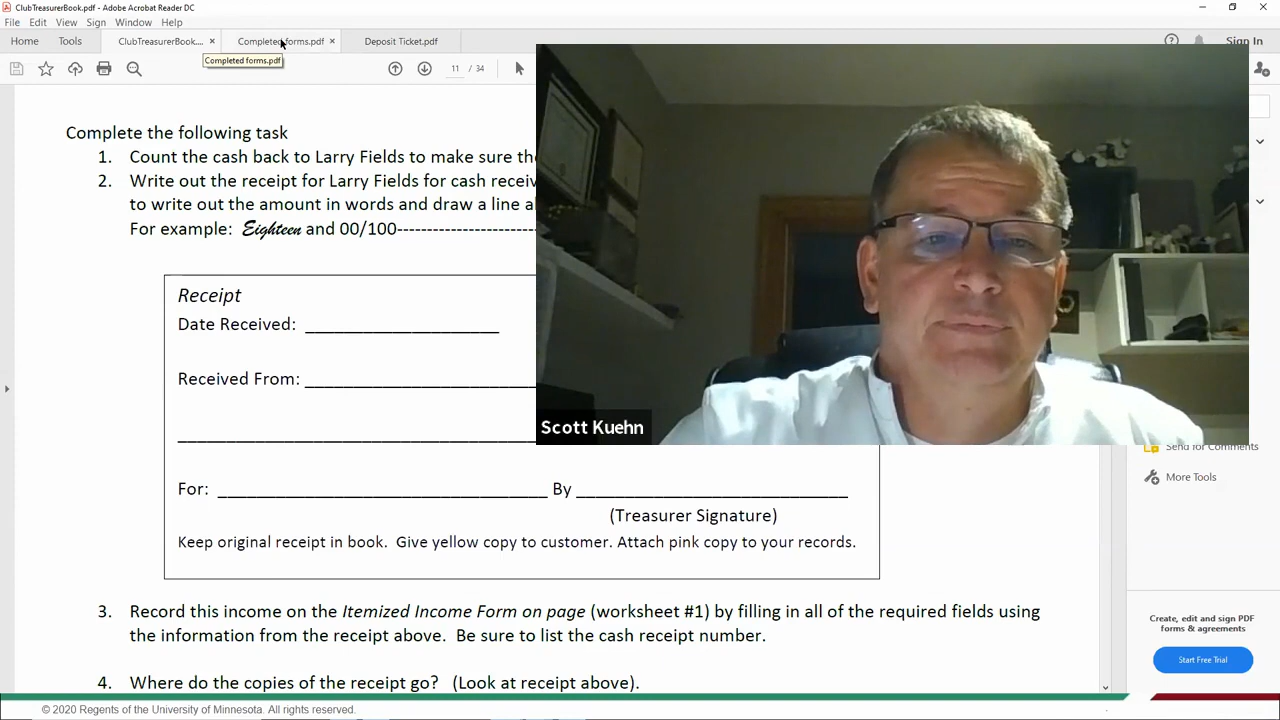 ClubTreasurerBook.pdf - Adobe Acrobat Reader DC
File Edit View Sign Window Help
Home Tools ClubTreasurerBook.... × Completed forms.pdf × Deposit Ticket.pdf Sign In
Completed forms.pdf
11 / 34
Complete the following task
1. Count the cash back to Larry Fields to make sure
2. Write out the receipt for Larry Fields for cash
to write out the amount in words and draw a line
For example: Eighteen and 00/100-----------------------
Receipt
Date Received: ____________________
Received From: ________________________
_____________________________________
For: __________________________________ By ____________________________
(Treasurer Signature)
Keep original receipt in book. Give yellow copy to customer. Attach pink copy to your records.
3. Record this income on the Itemized Income Form on page (worksheet #1) by filling in all of the required fields using
the information from the receipt above. Be sure to list the cash receipt number.
4. Where do the copies of the receipt go? (Look at receipt above).
Scott Kuehn
Send for Comments
More Tools
Create, edit and sign PDF
forms & agreements
Start Free Trial
© 2020 Regents of the University of Minnesota. All rights reserved.